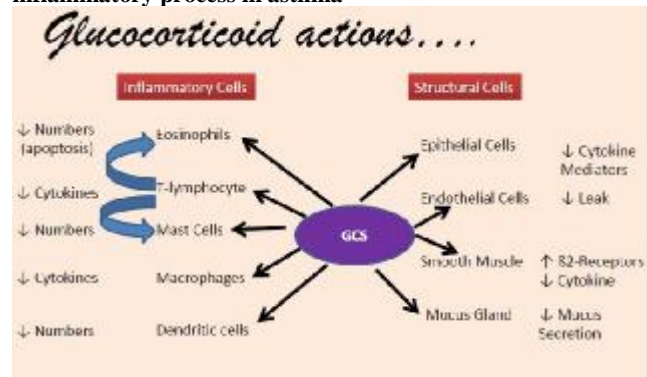 inflammatory process in asthma
Glucocorticoid actions....
Inflammatory Cells
Structural Cells
↓ Numbers
(apoptosis)
Eosinophils
↓ Cytokines
T-lymphocyte
↓ Numbers
Mast Cells
↓ Cytokines
Macrophages
↓ Numbers
Dendritic cells
GCS
Epithelial Cells
↓ Cytokine
Mediators
Endothelial Cells
↓ Leak
Smooth Muscle
↑ B2-Receptors
↓ Cytokine
Mucus Gland
↓ Mucus
Secretion